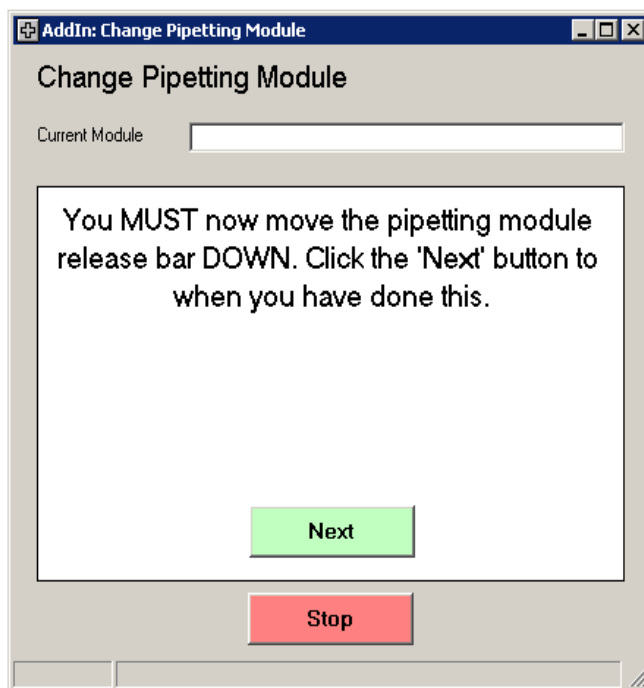 AddIn: Change Pipetting Module
Change Pipetting Module
Current Module
You MUST now move the pipetting module
release bar DOWN. Click the 'Next' button to
when you have done this.
Next
Stop